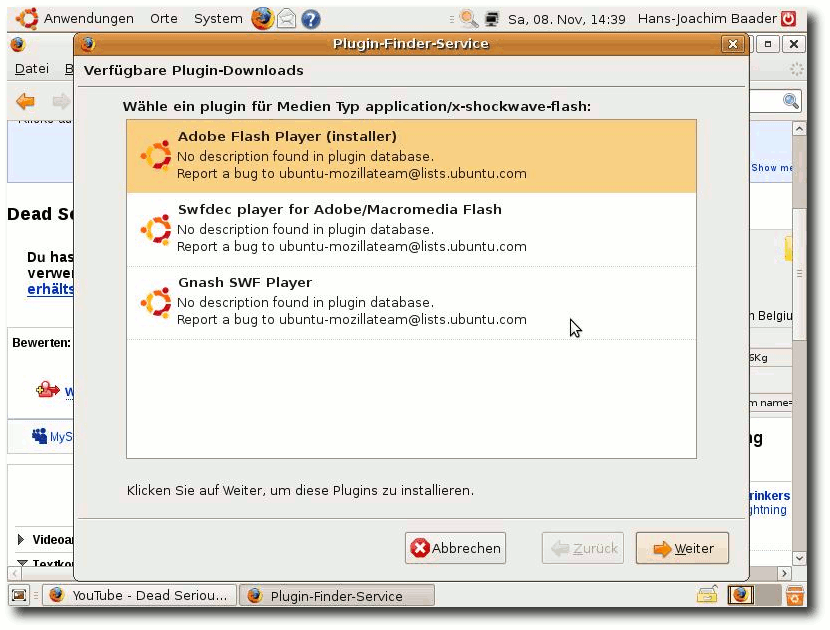 Anwendungen Orte System Sa, 08. Nov, 14:39 Hans-Joachim Baader
Plugin-Finder-Service
Datei B
Verfügbare Plugin-Downloads
Wähle ein plugin für Medien Typ application/x-shockwave-flash:
Adobe Flash Player (installer)
No description found in plugin database.
Report a bug to ubuntu-mozillateam@lists.ubuntu.com
Show me
Swfdec player for Adobe/Macromedia Flash
No description found in plugin database.
Report a bug to ubuntu-mozillateam@lists.ubuntu.com
Dead Se
Du has
verwer
erhälts
Gnash SWF Player
No description found in plugin database.
Report a bug to ubuntu-mozillateam@lists.ubuntu.com
n Belgiu
Bewerten:
6Kg
W
m name=
MyS
ng
Klicken Sie auf Weiter, um diese Plugins zu installieren.
rinkers
ghtning
Videoar
Abbrechen Zurück Weiter
YouTube - Dead Seriou... Plugin-Finder-Service